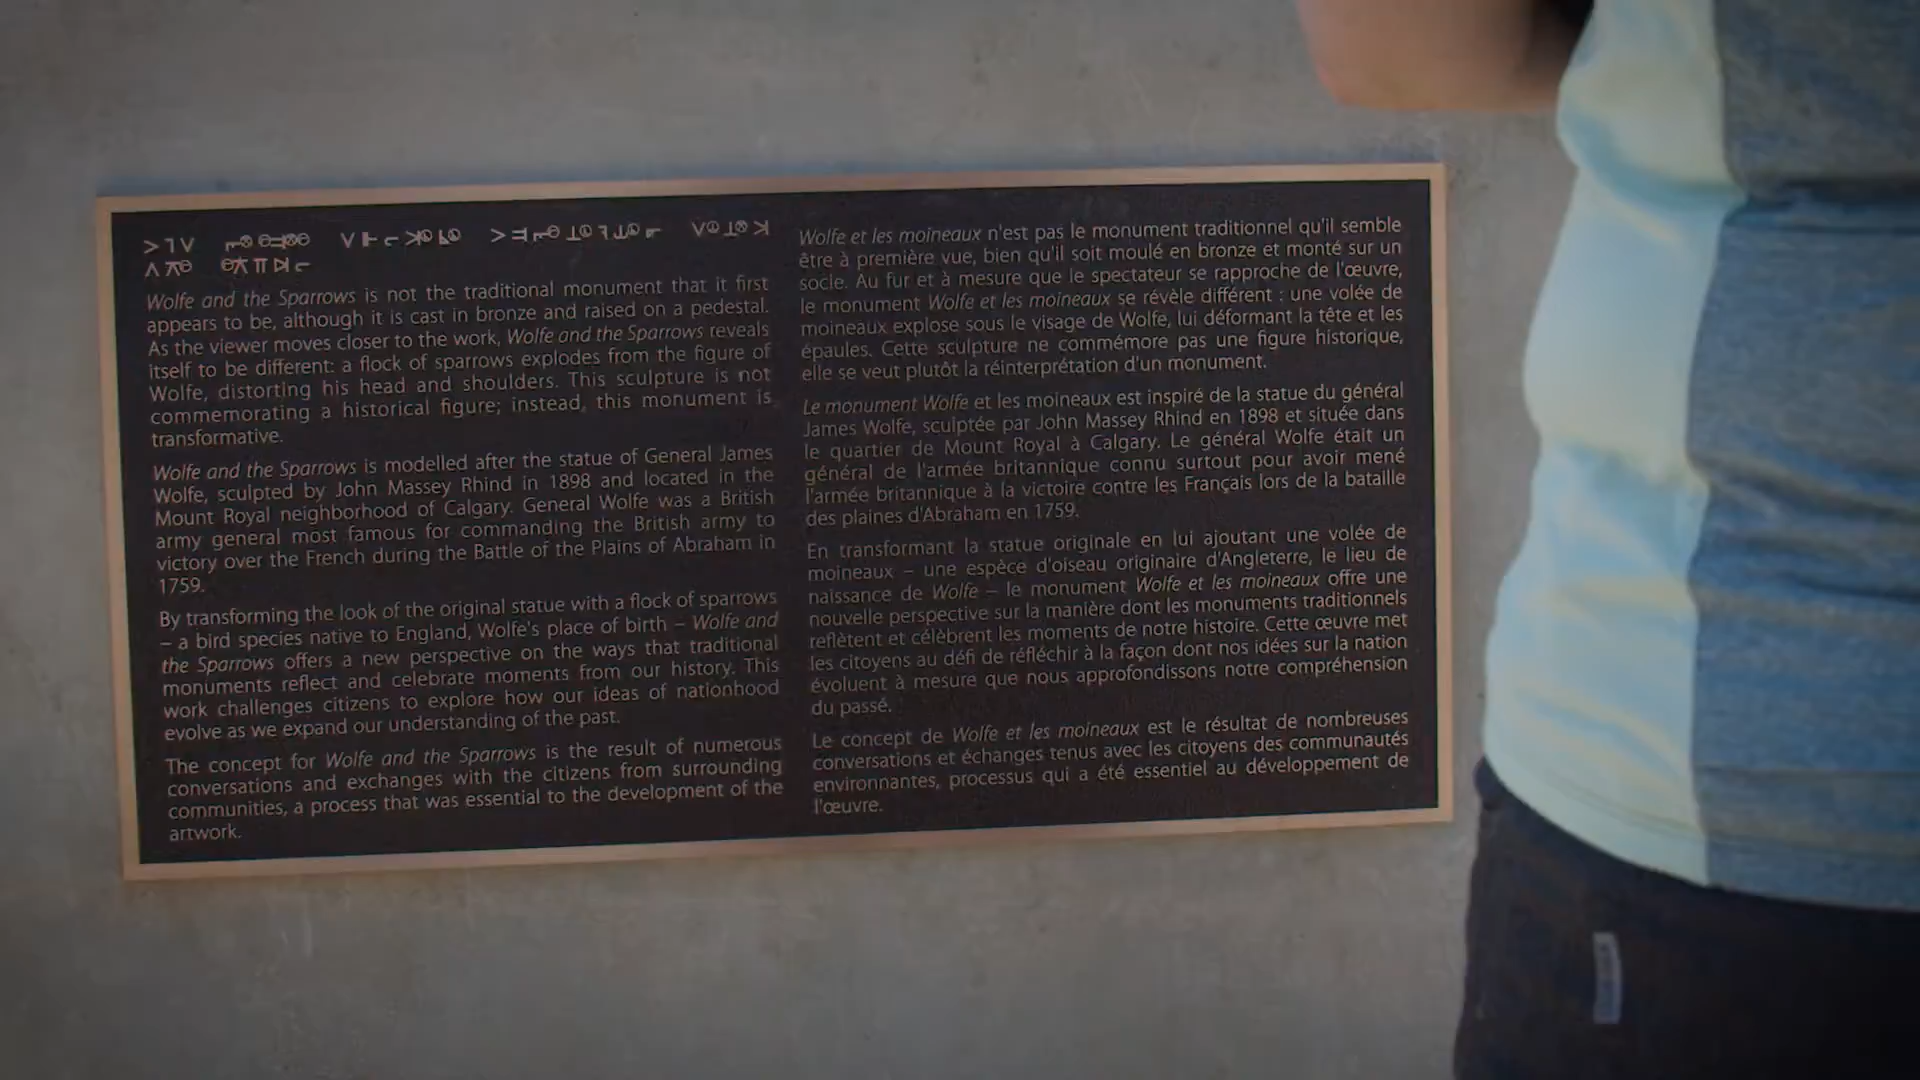 Wolfe and the Sparrows is not the traditional monument that it first
appears to be, although it is cast in bronze and raised on a pedestal.
As the viewer moves closer to the work, Wolfe and the Sparrows reveals
itself to be different: a flock of sparrows explodes from the figure of
Wolfe, distorting his head and shoulders. This sculpture is not
commemorating a historical figure; instead, this monument is
transformative.
Wolfe and the Sparrows is modelled after the statue of General James
Wolfe, sculpted by John Massey Rhind in 1898 and located in the
Mount Royal neighborhood of Calgary. General Wolfe was a British
army general most famous for commanding the British army to
victory over the French during the Battle of the Plains of Abraham in
1759.
By transforming the look of the original statue with a flock of sparrows
– a bird species native to England, Wolfe's place of birth – Wolfe and
the Sparrows offers a new perspective on the ways that traditional
monuments reflect and celebrate moments from our history. This
work challenges citizens to explore how our ideas of nationhood
evolve as we expand our understanding of the past.
The concept for Wolfe and the Sparrows is the result of numerous
conversations and exchanges with the citizens from surrounding
communities, a process that was essential to the development of the
artwork.
Wolfe et les moineaux n'est pas le monument traditionnel qu'il semble
être à première vue, bien qu'il soit moulé en bronze et monté sur un
socle. Au fur et à mesure que le spectateur se rapproche de l'œuvre,
le monument Wolfe et les moineaux se révèle différent : une volée de
moineaux explose sous le visage de Wolfe, lui déformant la tête et les
épaules. Cette sculpture ne commémore pas une figure historique,
elle se veut plutôt la réinterprétation d'un monument.
Le monument Wolfe et les moineaux est inspiré de la statue du général
James Wolfe, sculptée par John Massey Rhind en 1898 et située dans
le quartier de Mount Royal à Calgary. Le général Wolfe était un
général de l'armée britannique connu surtout pour avoir mené
l'armée britannique à la victoire contre les Français lors de la bataille
des plaines d'Abraham en 1759.
En transformant la statue originale en lui ajoutant une volée de
moineaux – une espèce d'oiseau originaire d'Angleterre, le lieu de
naissance de Wolfe – le monument Wolfe et les moineaux offre une
nouvelle perspective sur la manière dont les monuments traditionnels
reflètent et célèbrent les moments de notre histoire. Cette œuvre met
les citoyens au défi de réfléchir à la façon dont nos idées sur la nation
évoluent à mesure que nous approfondissons notre compréhension
du passé.
Le concept de Wolfe et les moineaux est le résultat de nombreuses
conversations et échanges tenus avec les citoyens des communautés
environnantes, processus qui a été essentiel au développement de
l'œuvre.